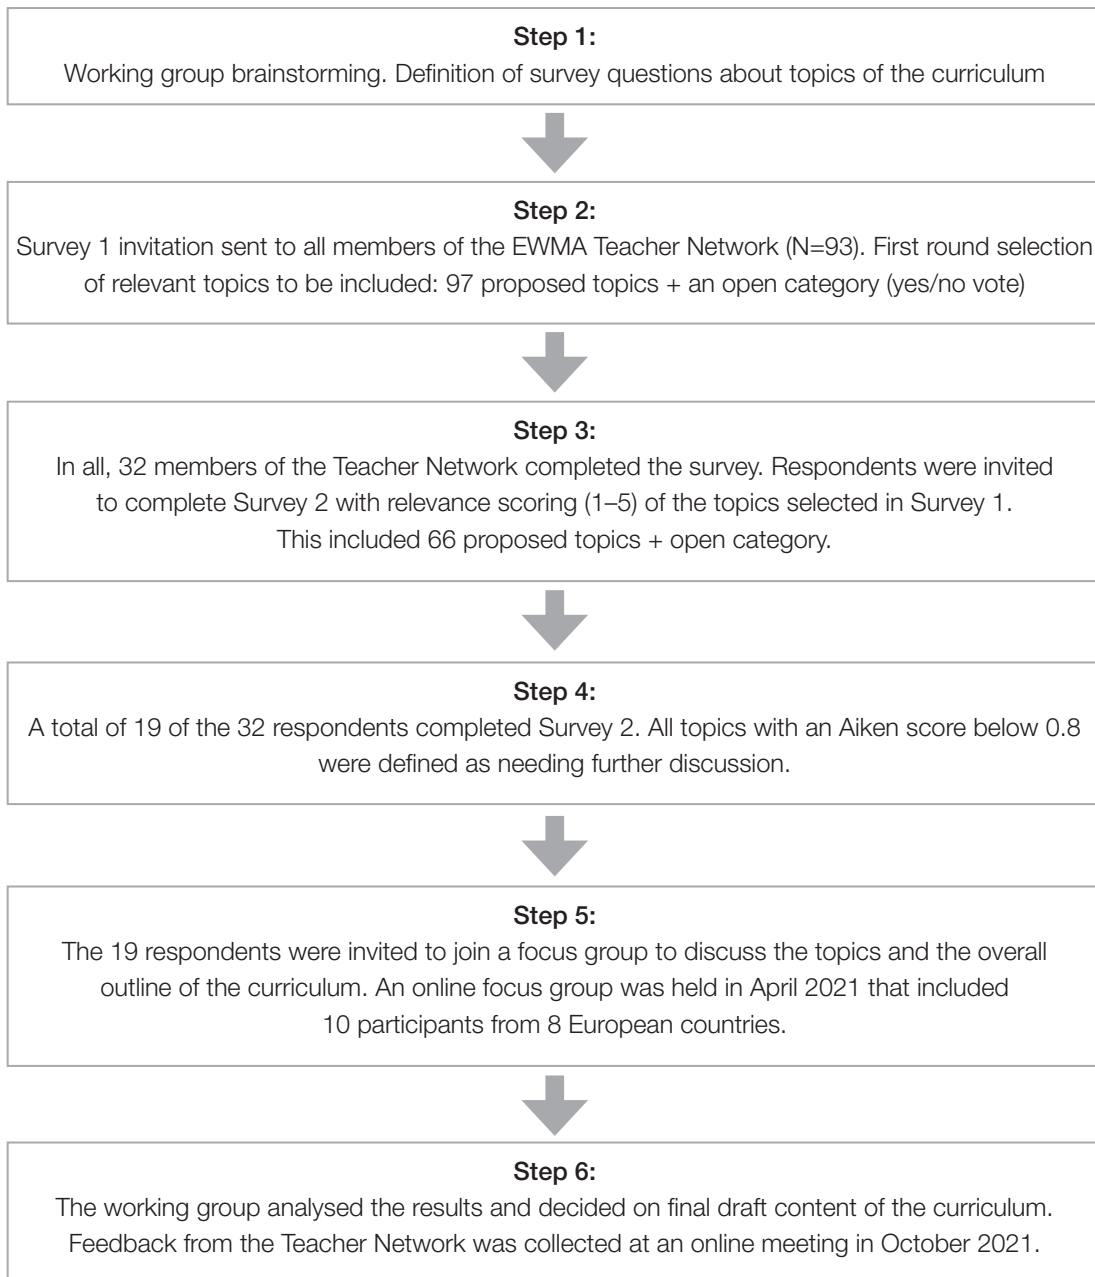 Step 1:
Working group brainstorming. Definition of survey questions about topics of the curriculum
Step 2:
Survey 1 invitation sent to all members of the EWMA Teacher Network (N=93). First round selection
of relevant topics to be included: 97 proposed topics + an open category (yes/no vote)
Step 3:
In all, 32 members of the Teacher Network completed the survey. Respondents were invited
to complete Survey 2 with relevance scoring (1–5) of the topics selected in Survey 1.
This included 66 proposed topics + open category.
Step 4:
A total of 19 of the 32 respondents completed Survey 2. All topics with an Aiken score below 0.8
were defined as needing further discussion.
Step 5:
The 19 respondents were invited to join a focus group to discuss the topics and the overall
outline of the curriculum. An online focus group was held in April 2021 that included
10 participants from 8 European countries.
Step 6:
The working group analysed the results and decided on final draft content of the curriculum.
Feedback from the Teacher Network was collected at an online meeting in October 2021.